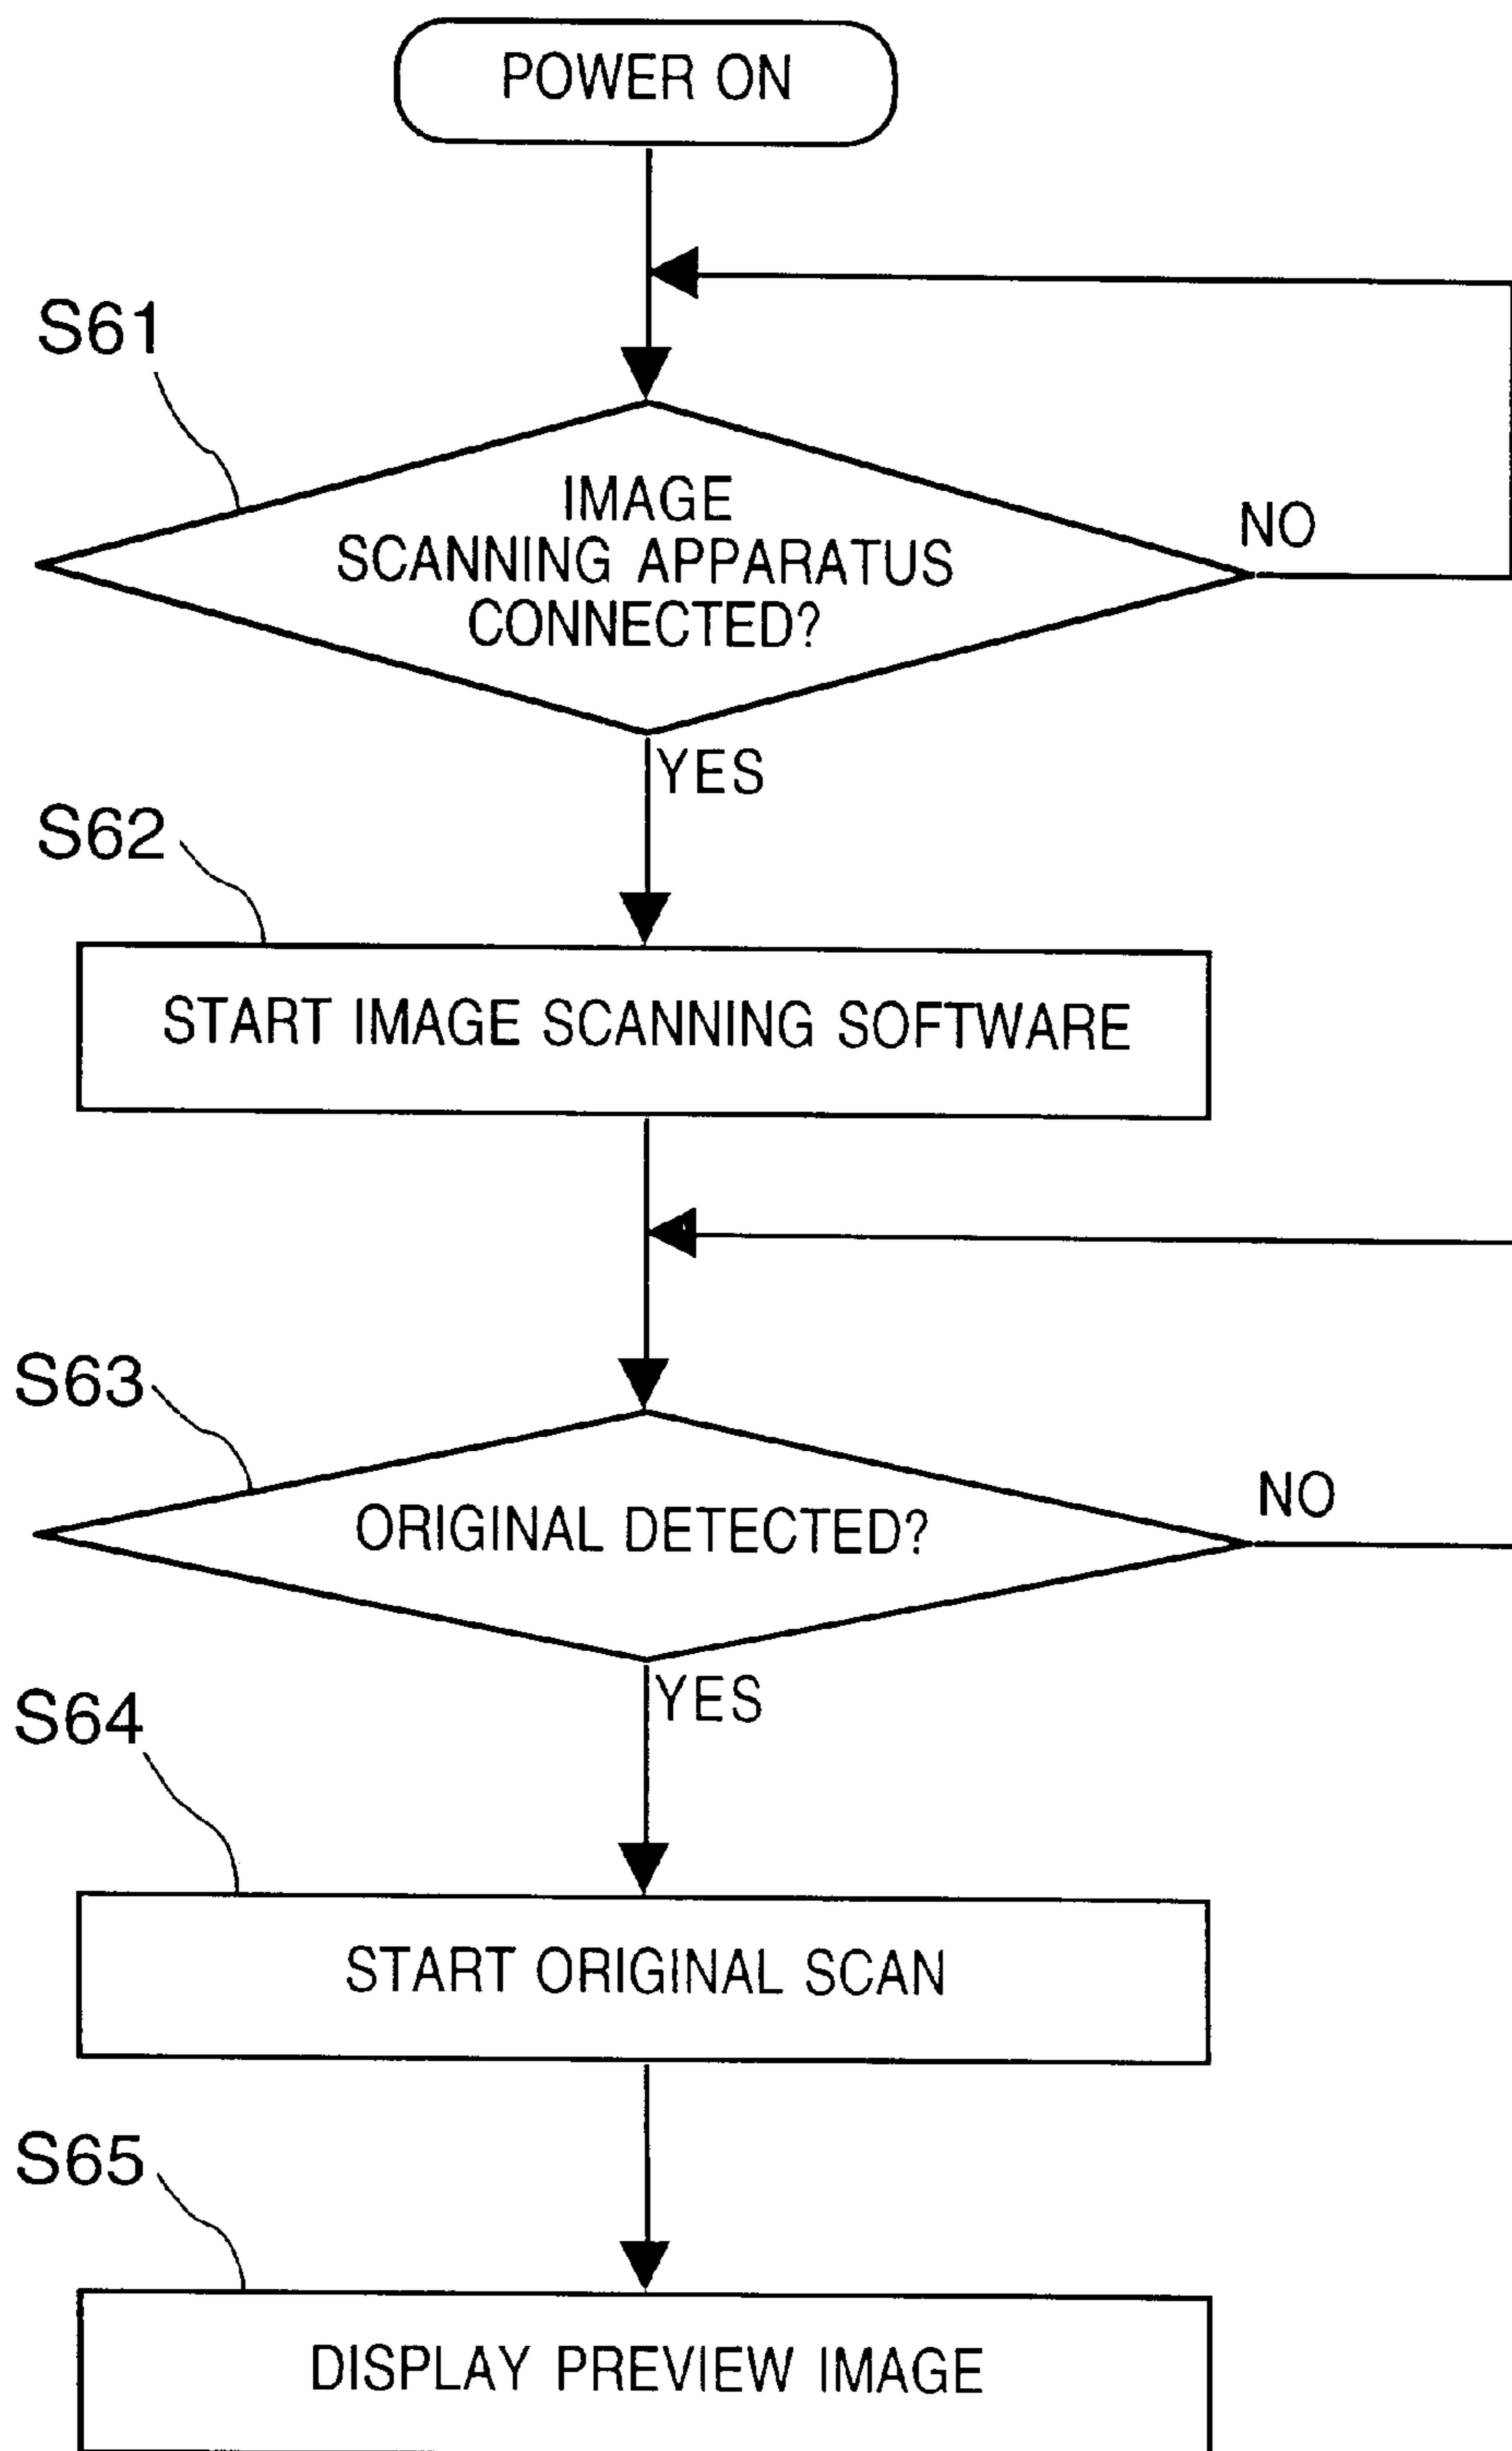 POWER ON
S61
IMAGE
SCANNING APPARATUS
CONNECTED?
NO
YES
S62
START IMAGE SCANNING SOFTWARE
S63
ORIGINAL DETECTED?
NO
YES
S64
START ORIGINAL SCAN
S65
DISPLAY PREVIEW IMAGE